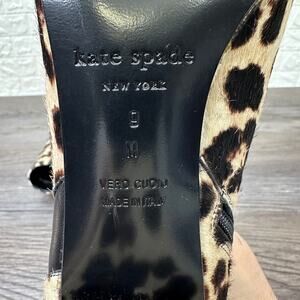 kate spade
NEW YORK
9
M
VERO CUOIO
MADE IN ITALY